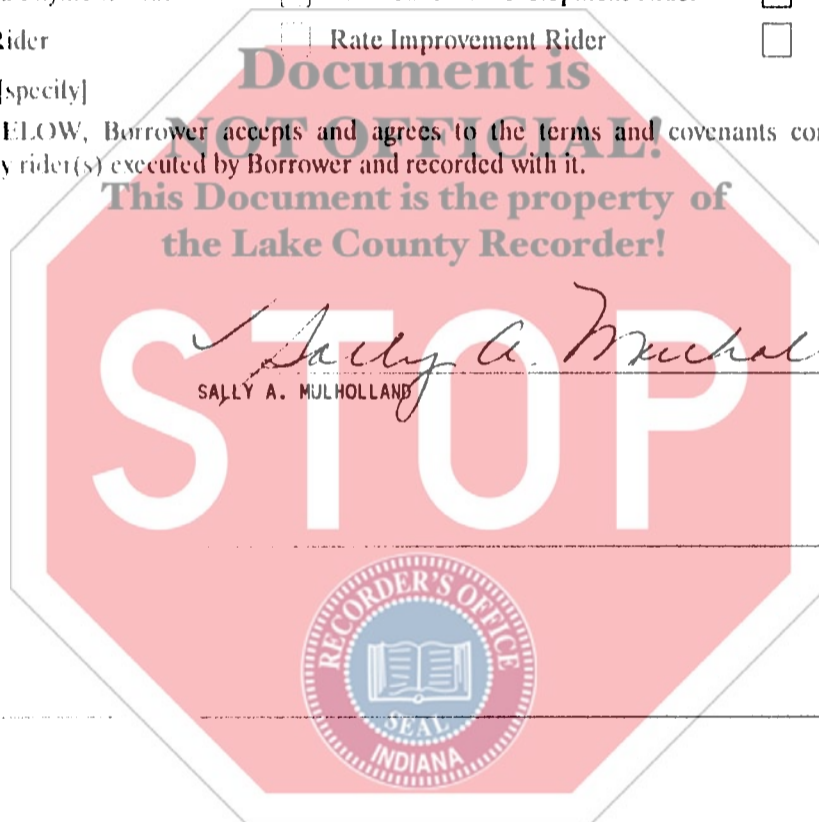 Rider Rate Improvement Rider
Document is
[specify]
ELOW, Borrower accepts and agrees to the terms and covenants co
NOT OFFICIAL!
y rider(s) executed by Borrower and recorded with it.
This Document is the property of
the Lake County Recorder!
STOP
Sally A. Mulhol
SALLY A. MULHOLLAND
RECORDER'S OFFICE
SEAL
INDIANA